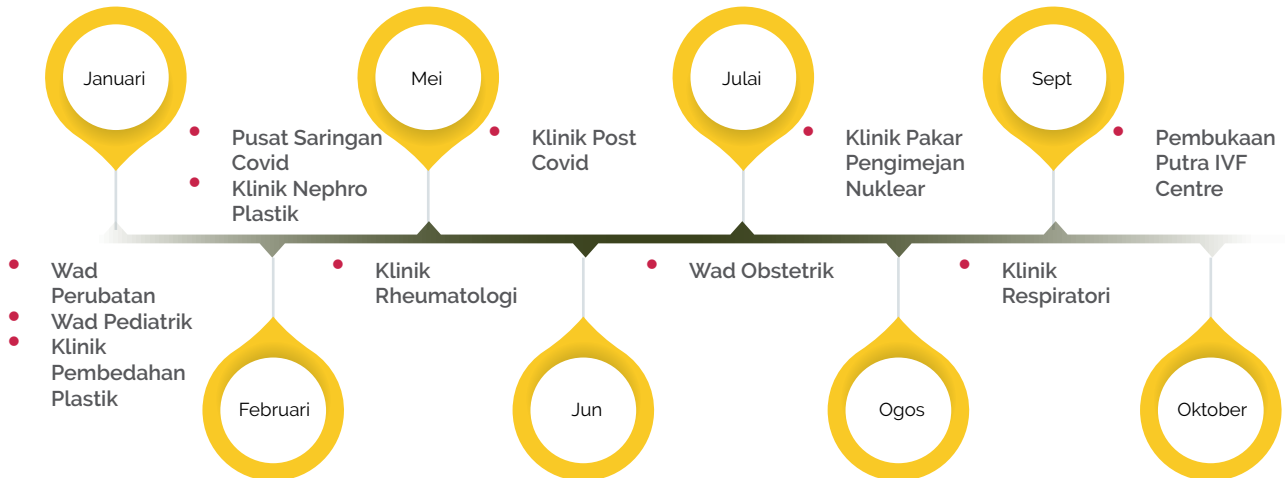 Januari
Mei
Julai
Sept
Pusat Saringan
Covid
Klinik Nephro
Plastik
Klinik Post
Covid
Klinik Pakar
Pengimejan
Nuklear
Pembukaan
Putra IVF
Centre
Wad
Perubatan
Wad Pediatrik
Klinik
Pembedahan
Plastik
Klinik
Rheumatologi
Wad Obstetrik
Klinik
Respiratori
Februari
Jun
Ogos
Oktober